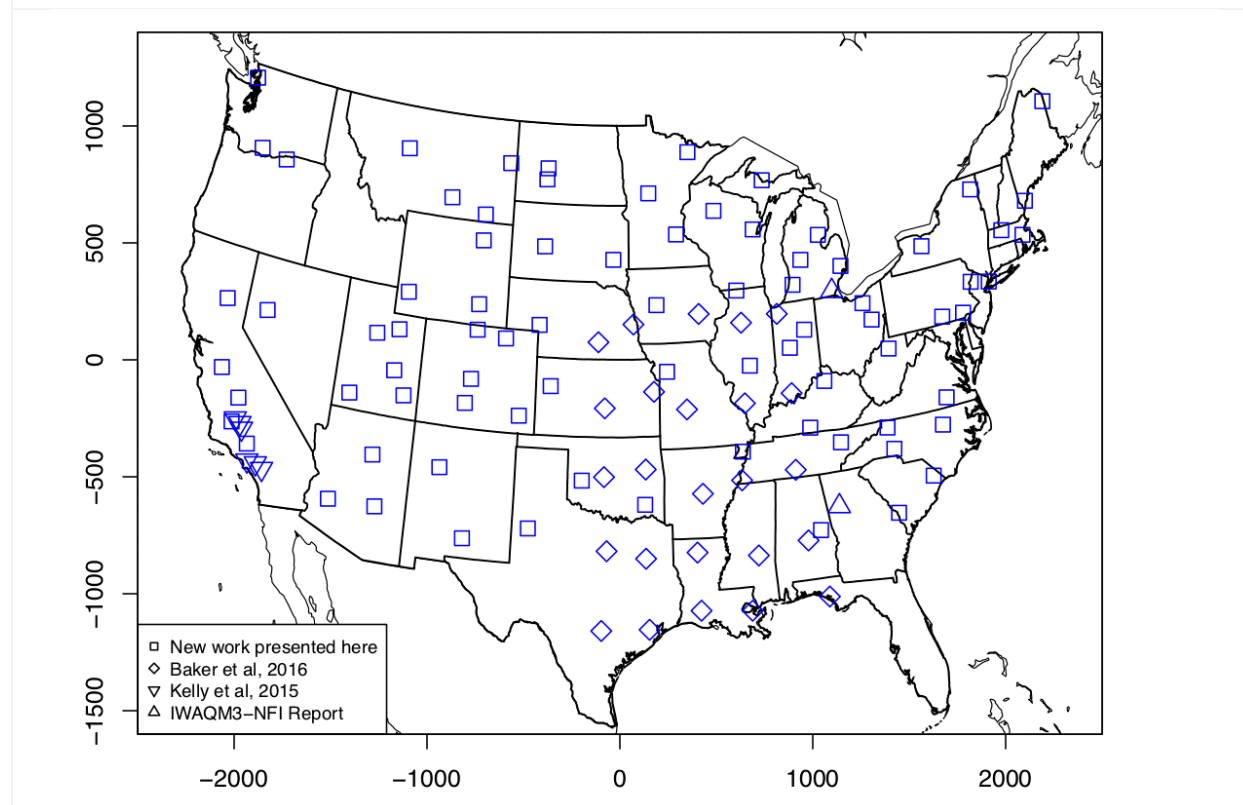 1000
500
0
−500
−1000
−1500
New work presented here
Baker et al, 2016
Kelly et al, 2015
IWAQM3−NFI Report
−2000
−1000
0
1000
2000